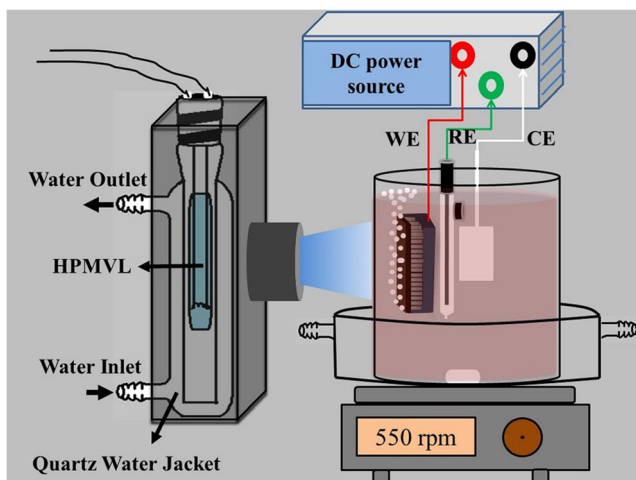 DC power
source
WE
RE
CE
Water Outlet
HPMVL
Water Inlet
Quartz Water Jacket
550 rpm